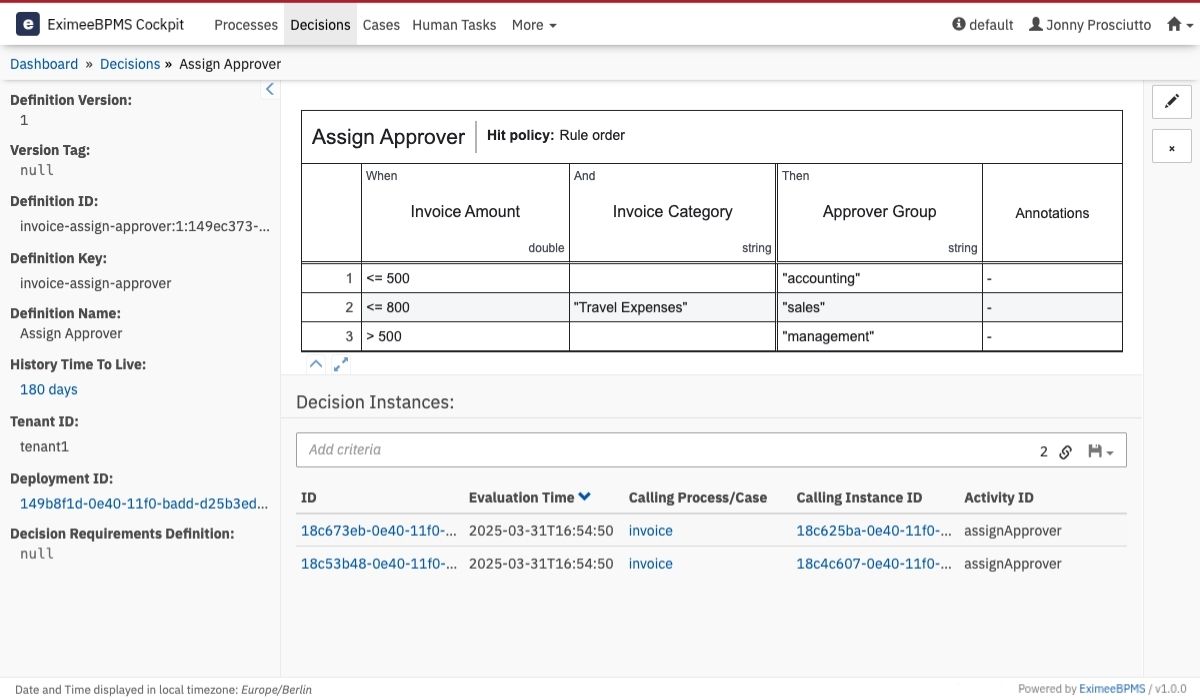 e EximeeBPMS Cockpit Processes Decisions Cases Human Tasks More default Jonny Prosciutto
Dashboard » Decisions » Assign Approver
Definition Version:
1
Version Tag:
null
Definition ID:
invoice-assign-approver:1:149ec373-...
Definition Key:
invoice-assign-approver
Definition Name:
Assign Approver
History Time To Live:
180 days
Tenant ID:
tenant1
Deployment ID:
149b8f1d-0e40-11f0-badd-d25b3ed...
Decision Requirements Definition:
null
Assign Approver Hit policy: Rule order
When And Then
Invoice Amount Invoice Category Approver Group Annotations
double string string
1 <= 500 "accounting" -
2 <= 800 "Travel Expenses" "sales" -
3 > 500 "management" -
Decision Instances:
Add criteria 2
ID Evaluation Time Calling Process/Case Calling Instance ID Activity ID
18c673eb-0e40-11f0-... 2025-03-31T16:54:50 invoice 18c625ba-0e40-11f0-... assignApprover
18c53b48-0e40-11f0-... 2025-03-31T16:54:50 invoice 18c4c607-0e40-11f0-... assignApprover
Date and Time displayed in local timezone: Europe/Berlin Powered by EximeeBPMS / v1.0.0